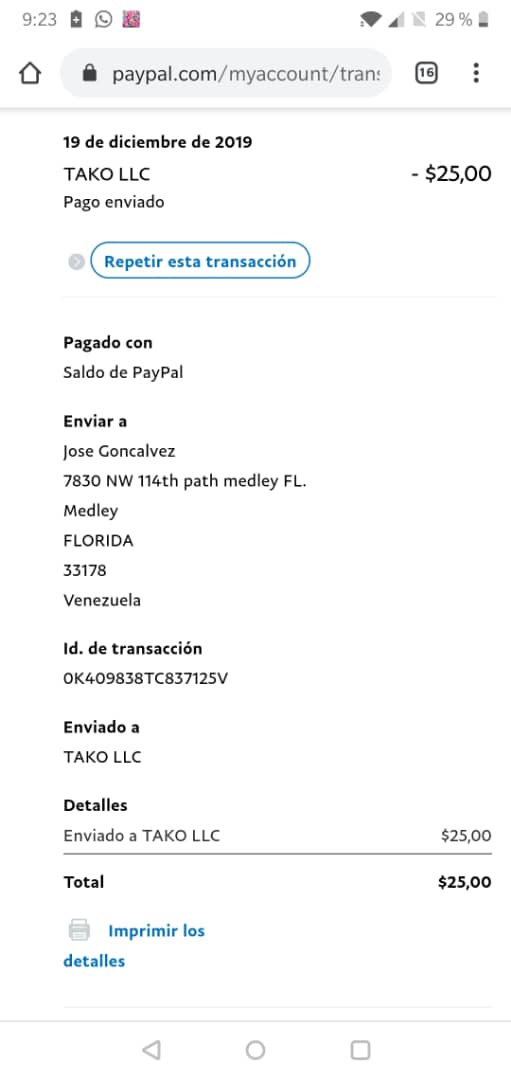 9:23
29 %
paypal.com/myaccount/trans
16
19 de diciembre de 2019
TAKO LLC - $25,00
Pago enviado
Repetir esta transacción
Pagado con
Saldo de PayPal
Enviar a
Jose Goncalvez
7830 NW 114th path medley FL.
Medley
FLORIDA
33178
Venezuela
Id. de transacción
0K409838TC837125V
Enviado a
TAKO LLC
Detalles
Enviado a TAKO LLC $25,00
Total $25,00
Imprimir los
detalles